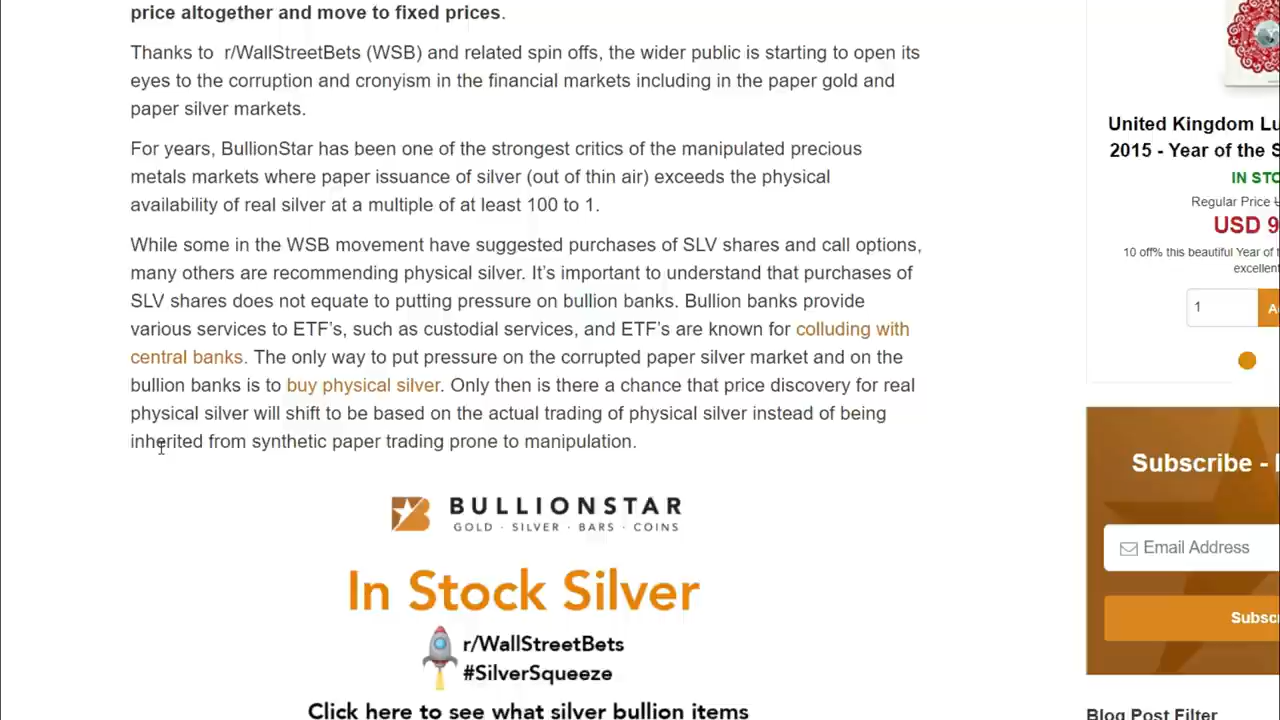 price altogether and move to fixed prices.
Thanks to r/WallStreetBets (WSB) and related spin offs, the wider public is starting to open its
eyes to the corruption and cronyism in the financial markets including in the paper gold and
paper silver markets.
For years, BullionStar has been one of the strongest critics of the manipulated precious
metals markets where paper issuance of silver (out of thin air) exceeds the physical
availability of real silver at a multiple of at least 100 to 1.
While some in the WSB movement have suggested purchases of SLV shares and call options,
many others are recommending physical silver. It's important to understand that purchases of
SLV shares does not equate to putting pressure on bullion banks. Bullion banks provide
various services to ETF's, such as custodial services, and ETF's are known for colluding with
central banks. The only way to put pressure on the corrupted paper silver market and on the
bullion banks is to buy physical silver. Only then is there a chance that price discovery for real
physical silver will shift to be based on the actual trading of physical silver instead of being
inherited from synthetic paper trading prone to manipulation.
BULLIONSTAR
GOLD · SILVER · BARS · COINS
In Stock Silver
r/WallStreetBets
#SilverSqueeze
Click here to see what silver bullion items
United Kingdom Lu
2015 - Year of the S
IN STO
Regular Price
USD 9
10 off% this beautiful Year of
excellent
1
A
Subscribe -
Email Address
Subsc
Blog Post Filter